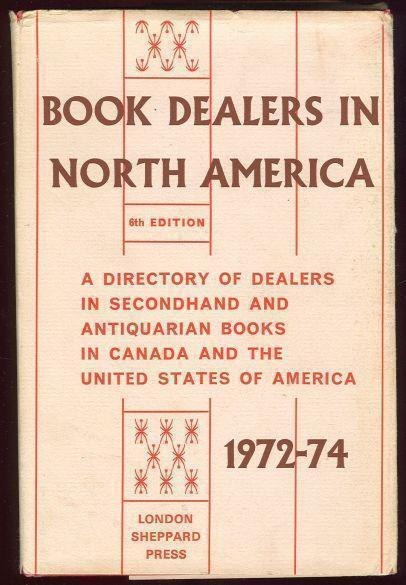 BOOK DEALERS IN
NORTH AMERICA
6th EDITION
A DIRECTORY OF DEALERS
IN SECONDHAND AND
ANTIQUARIAN BOOKS
IN CANADA AND THE
UNITED STATES OF AMERICA
1972-74
LONDON
SHEPPARD
PRESS